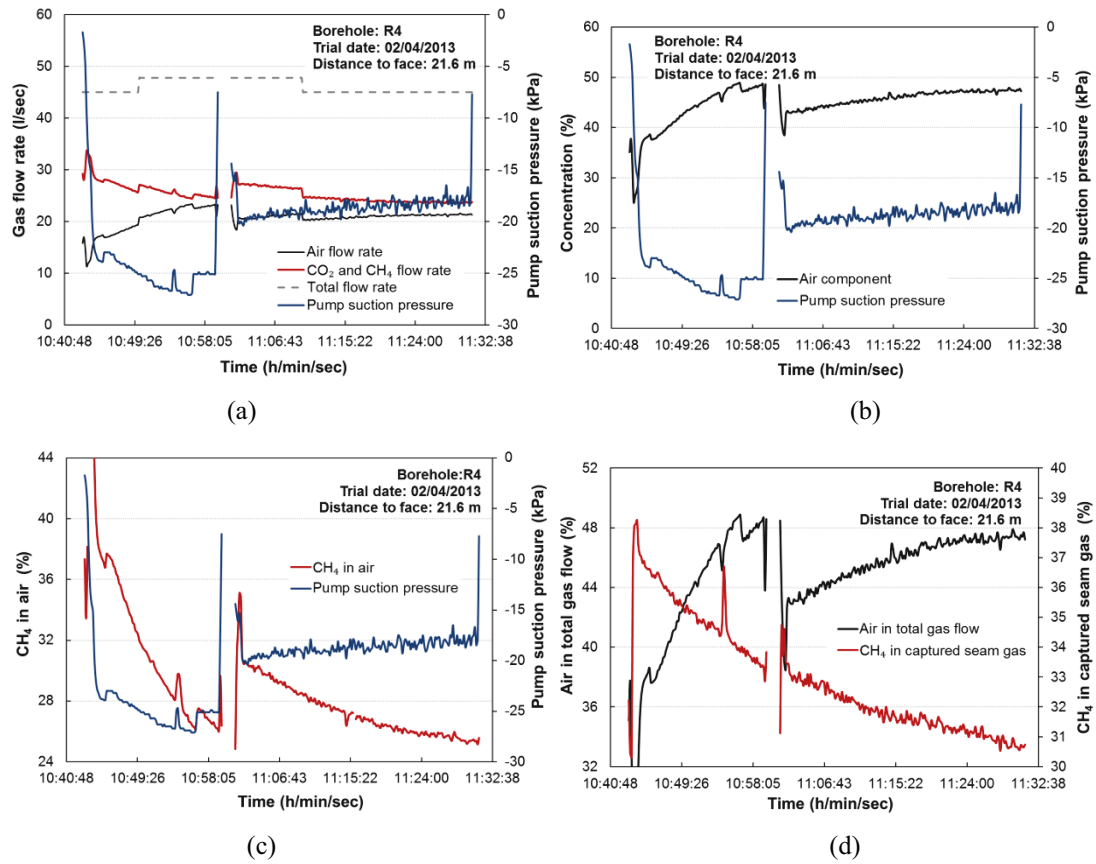 60
50
40
30
20
10
0
Gas flow rate (l/sec)
Borehole: R4
Trial date: 02/04/2013
Distance to face: 21.6 m
Air flow rate
CO₂ and CH₄ flow rate
Total flow rate
Pump suction pressure
0
-5
-10
-15
-20
-25
-30
Pump suction pressure (kPa)
10:40:48 10:49:26 10:58:05 11:06:43 11:15:22 11:24:00 11:32:38
Time (h/min/sec)
(a)
60
50
40
30
20
10
0
Concentration (%)
Borehole: R4
Trial date: 02/04/2013
Distance to face: 21.6 m
Air component
Pump suction pressure
0
-5
-10
-15
-20
-25
-30
Pump suction pressure (kPa)
10:40:48 10:49:26 10:58:05 11:06:43 11:15:22 11:24:00 11:32:38
Time (h/min/sec)
(b)
44
40
36
32
28
24
CH₄ in air (%)
Borehole:R4
Trial date: 02/04/2013
Distance to face: 21.6 m
CH₄ in air
Pump suction pressure
0
-5
-10
-15
-20
-25
-30
Pump suction pressure (kPa)
10:40:48 10:49:26 10:58:05 11:06:43 11:15:22 11:24:00 11:32:38
Time (h/min/sec)
(c)
52
48
44
40
36
32
Air in total gas flow (%)
Borehole: R4
Trial date: 02/04/2013
Distance to face: 21.6 m
Air in total gas flow
CH₄ in captured seam gas
40
39
38
37
36
35
34
33
32
31
30
CH₄ in captured seam gas (%)
10:40:48 10:49:26 10:58:05 11:06:43 11:15:22 11:24:00 11:32:38
Time (h/min/sec)
(d)